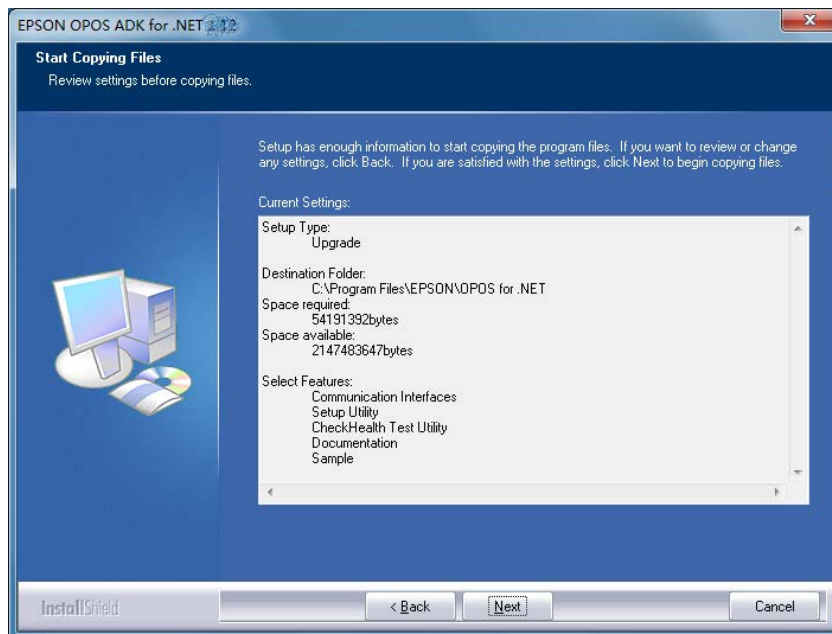 EPSON OPOS ADK for .NET
Start Copying Files
Review settings before copying files.
Setup has enough information to start copying the program files. If you want to review or change
any settings, click Back. If you are satisfied with the settings, click Next to begin copying files.
Current Settings:
Setup Type:
Upgrade
Destination Folder:
C:\Program Files\EPSON\OPOS for .NET
Space required:
54191392bytes
Space available:
2147483647bytes
Select Features:
Communication Interfaces
Setup Utility
CheckHealth Test Utility
Documentation
Sample
InstallShield
< Back
Next
Cancel